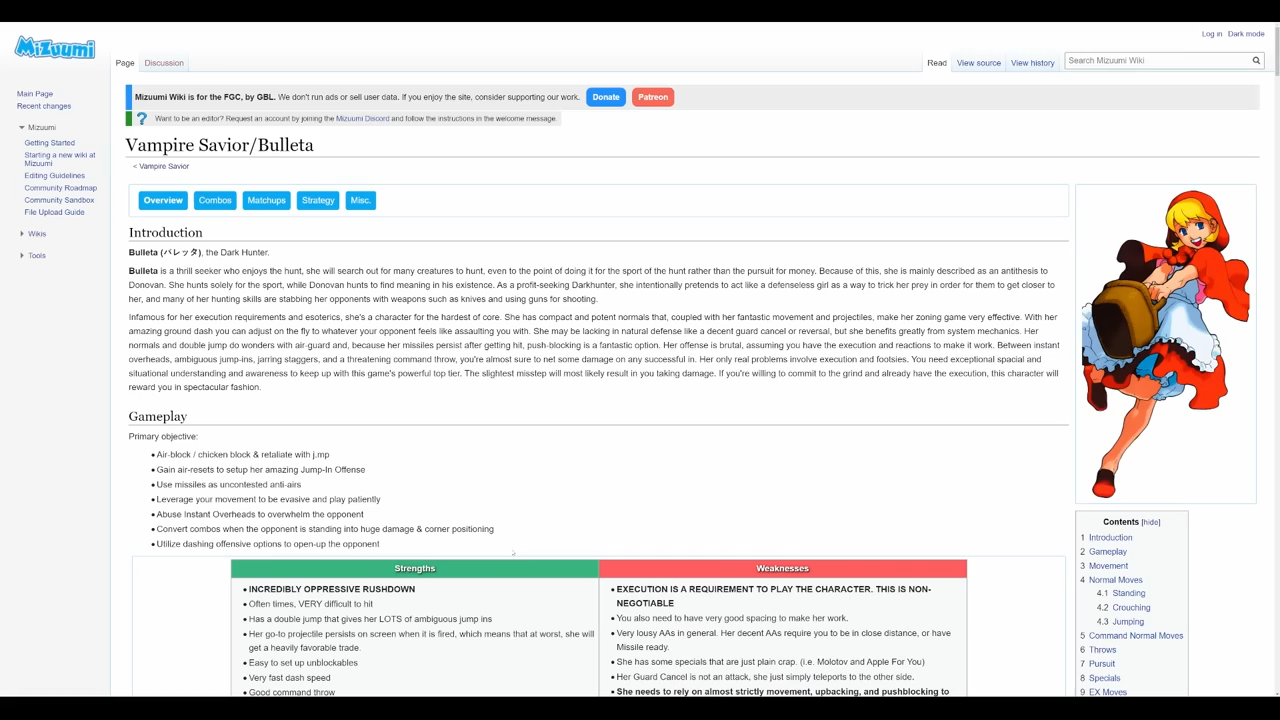 Mizuumi
Log in Dark mode
Page Discussion
Read View source View history
Search Mizuumi Wiki
Main Page
Recent changes
Mizuumi
Getting Started
Starting a new wiki at
Mizuumi
Editing Guidelines
Community Roadmap
Community Sandbox
File Upload Guide
Wikis
Tools
Mizuumi Wiki is for the FGC, by GBL. We don't run ads or sell user data. If you enjoy the site, consider supporting our work. Donate Patreon
? Want to be an editor? Request an account by joining the Mizuumi Discord and follow the instructions in the welcome message.
Vampire Savior/Bulleta
< Vampire Savior
Overview Combos Matchups Strategy Misc.
Introduction
Bulleta (バレッタ), the Dark Hunter.
Bulleta is a thrill seeker who enjoys the hunt, she will search out for many creatures to hunt, even to the point of doing it for the sport of the hunt rather than the pursuit for money. Because of this, she is mainly described as an antithesis to
Donovan. She hunts solely for the sport, while Donovan hunts to find meaning in his existence. As a profit-seeking Darkhunter, she intentionally pretends to act like a defenseless girl as a way to trick her prey in order for them to get closer to
her, and many of her hunting skills are stabbing her opponents with weapons such as knives and using guns for shooting.
Infamous for her execution requirements and esoterics, she's a character for the hardest of core. She has compact and potent normals that, coupled with her fantastic movement and projectiles, make her zoning game very effective. With her
amazing ground dash you can adjust on the fly to whatever your opponent feels like assaulting you with. She may be lacking in natural defense like a decent guard cancel or reversal, but she benefits greatly from system mechanics. Her
normals and double jump do wonders with air-guard and, because her missiles persist after getting hit, push-blocking is a fantastic option. Her offense is brutal, assuming you have the execution and reactions to make it work. Between instant
overheads, ambiguous jump-ins, jarring staggers, and a threatening command throw, you're almost sure to net some damage on any successful in. Her only real problems involve execution and footsies. You need exceptional spacial and
situational understanding and awareness to keep up with this game's powerful top tier. The slightest misstep will most likely result in you taking damage. If you're willing to commit to the grind and already have the execution, this character will
reward you in spectacular fashion.
Gameplay
Primary objective:
• Air-block / chicken block & retaliate with j.mp
• Gain air-resets to setup her amazing Jump-In Offense
• Use missiles as uncontested anti-airs
• Leverage your movement to be evasive and play patiently
• Abuse Instant Overheads to overwhelm the opponent
• Convert combos when the opponent is standing into huge damage & corner positioning
• Utilize dashing offensive options to open-up the opponent
Strengths
• INCREDIBLY OPPRESSIVE RUSHDOWN
• Often times, VERY difficult to hit
• Has a double jump that gives her LOTS of ambiguous jump ins
• Her go-to projectile persists on screen when it is fired, which means that at worst, she will
get a heavily favorable trade.
• Easy to set up unblockables
• Very fast dash speed
• Good command throw
Weaknesses
• EXECUTION IS A REQUIREMENT TO PLAY THE CHARACTER. THIS IS NON-
NEGOTIABLE
• You also need to have very good spacing to make her work.
• Very lousy AAs in general. Her decent AAs require you to be in close distance, or have
Missile ready.
• She has some specials that are just plain crap. (i.e. Molotov and Apple For You)
• Her Guard Cancel is not an attack, she just simply teleports to the other side.
• She needs to rely on almost strictly movement, upbacking, and pushblocking to
Contents [hide]
1 Introduction
2 Gameplay
3 Movement
4 Normal Moves
4.1 Standing
4.2 Crouching
4.3 Jumping
5 Command Normal Moves
6 Throws
7 Pursuit
8 Specials
9 EX Moves